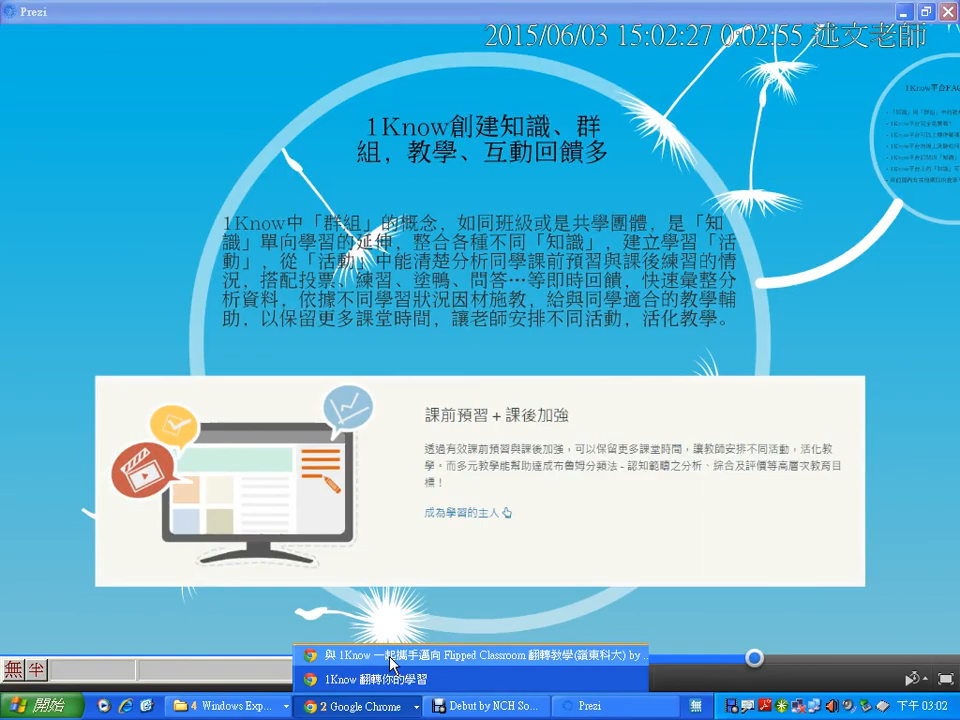 Prezi
2015/06/03 15:02:27 0:02:55 述文老師
1Know平台FAQ
1Know創建知識、群
組，教學、互動回饋多
1Know中「群組」的概念，如同班級或是共學團體，是「知
識」單向學習的延伸，整合各種不同「知識」，建立學習「活
動」，從「活動」中能清楚分析同學課前預習與課後練習的情
況，搭配投票、練習、塗鴉、問答…等即時回饋，快速彙整分
析資料，依據不同學習狀況因材施教，給與同學適合的教學輔
助，以保留更多課堂時間，讓老師安排不同活動，活化教學。
課前預習 + 課後加強
透過有效課前預習與課後加強，可以保留更多課堂時間，讓教師安排不同活動，活化教
學。而多元教學能幫助達成布魯姆分類法 - 認知範疇之分析、綜合及評價等高層次教育目
標！
成為學習的主人
與 1Know 一起攜手邁向 Flipped Classroom 翻轉教學(嶺東科大) by ...
1Know 翻轉你的學習
無 半
開始
4 Windows Exp...
2 Google Chrome
Debut by NCH So...
Prezi
無
下午 03:02